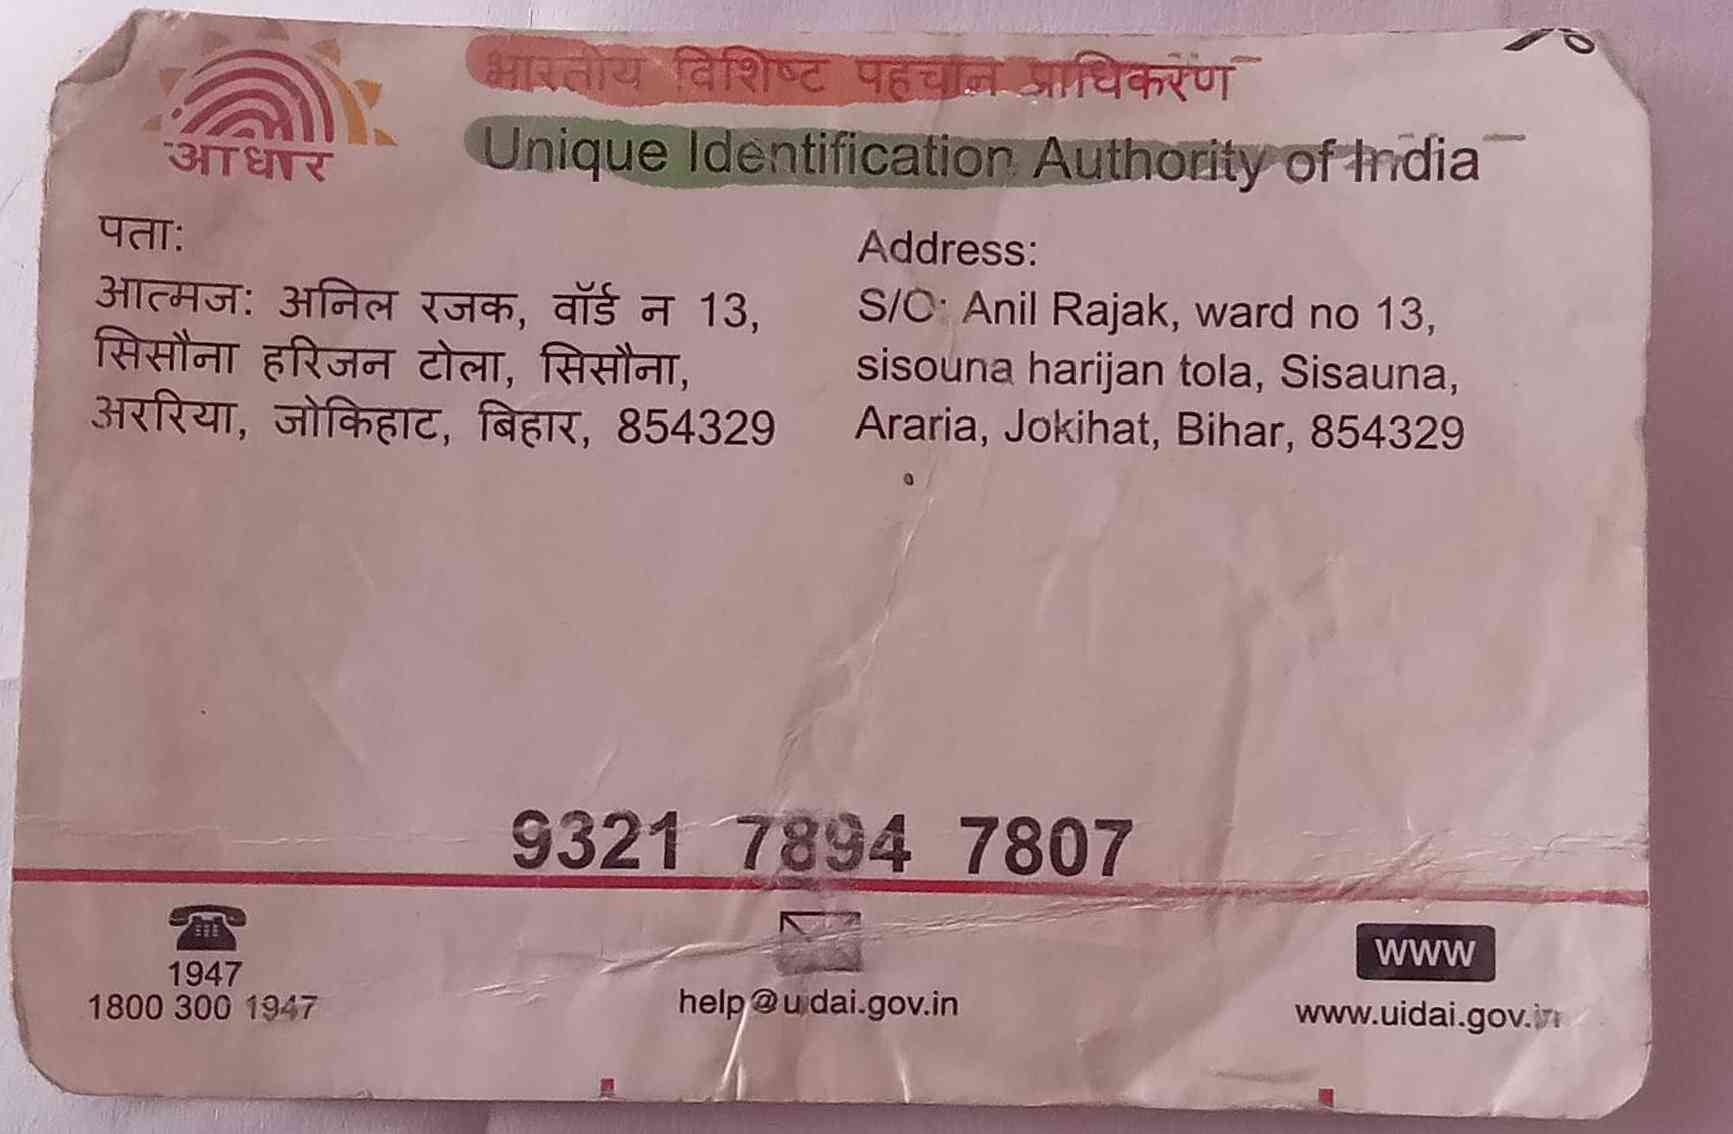 भारतीय विशिष्ट पहचान प्राधिकरण
Unique Identification Authority of India
आधार
पता:
आत्मज: अनिल रजक, वॉर्ड न 13,
सिसौना हरिजन टोला, सिसौना,
अररिया, जोकिहाट, बिहार, 854329
Address:
S/O: Anil Rajak, ward no 13,
sisouna harijan tola, Sisauna,
Araria, Jokihat, Bihar, 854329
9321 7894 7807
1947
1800 300 1947
help@uidai.gov.in
WWW
www.uidai.gov.in